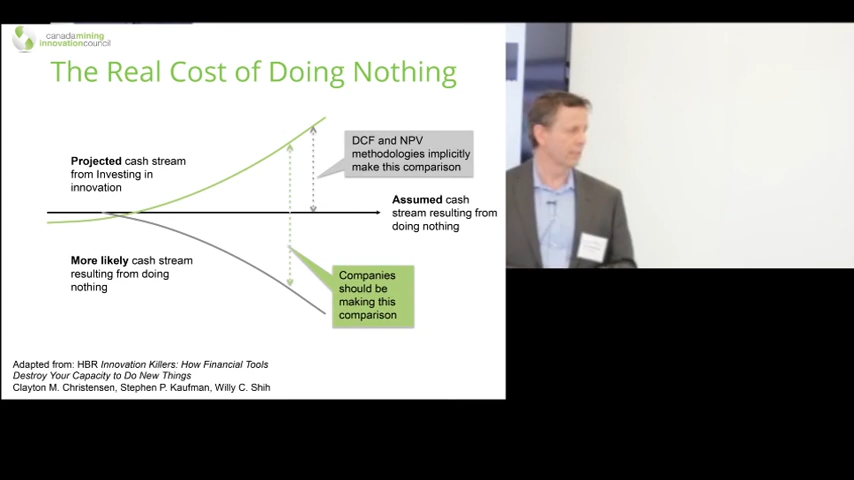 canadamining
innovationcouncil
The Real Cost of Doing Nothing
Projected cash stream
from Investing in
innovation
DCF and NPV
methodologies implicitly
make this comparison
Assumed cash
stream resulting from
doing nothing
More likely cash stream
resulting from doing
nothing
Companies
should be
making this
comparison
Adapted from: HBR Innovation Killers: How Financial Tools
Destroy Your Capacity to Do New Things
Clayton M. Christensen, Stephen P. Kaufman, Willy C. Shih